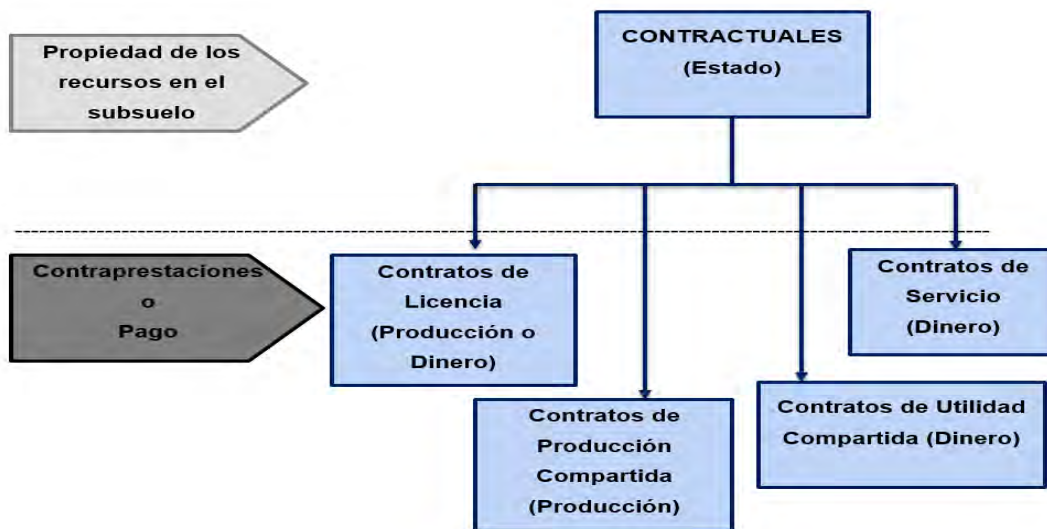 Propiedad de los
recursos en el
subsuelo
CONTRACTUALES
(Estado)
Contraprestaciones
o
Pago
Contratos de
Licencia
(Producción o
Dinero)
Contratos de
Producción
Compartida
(Producción)
Contratos de Utilidad
Compartida (Dinero)
Contratos de
Servicio
(Dinero)